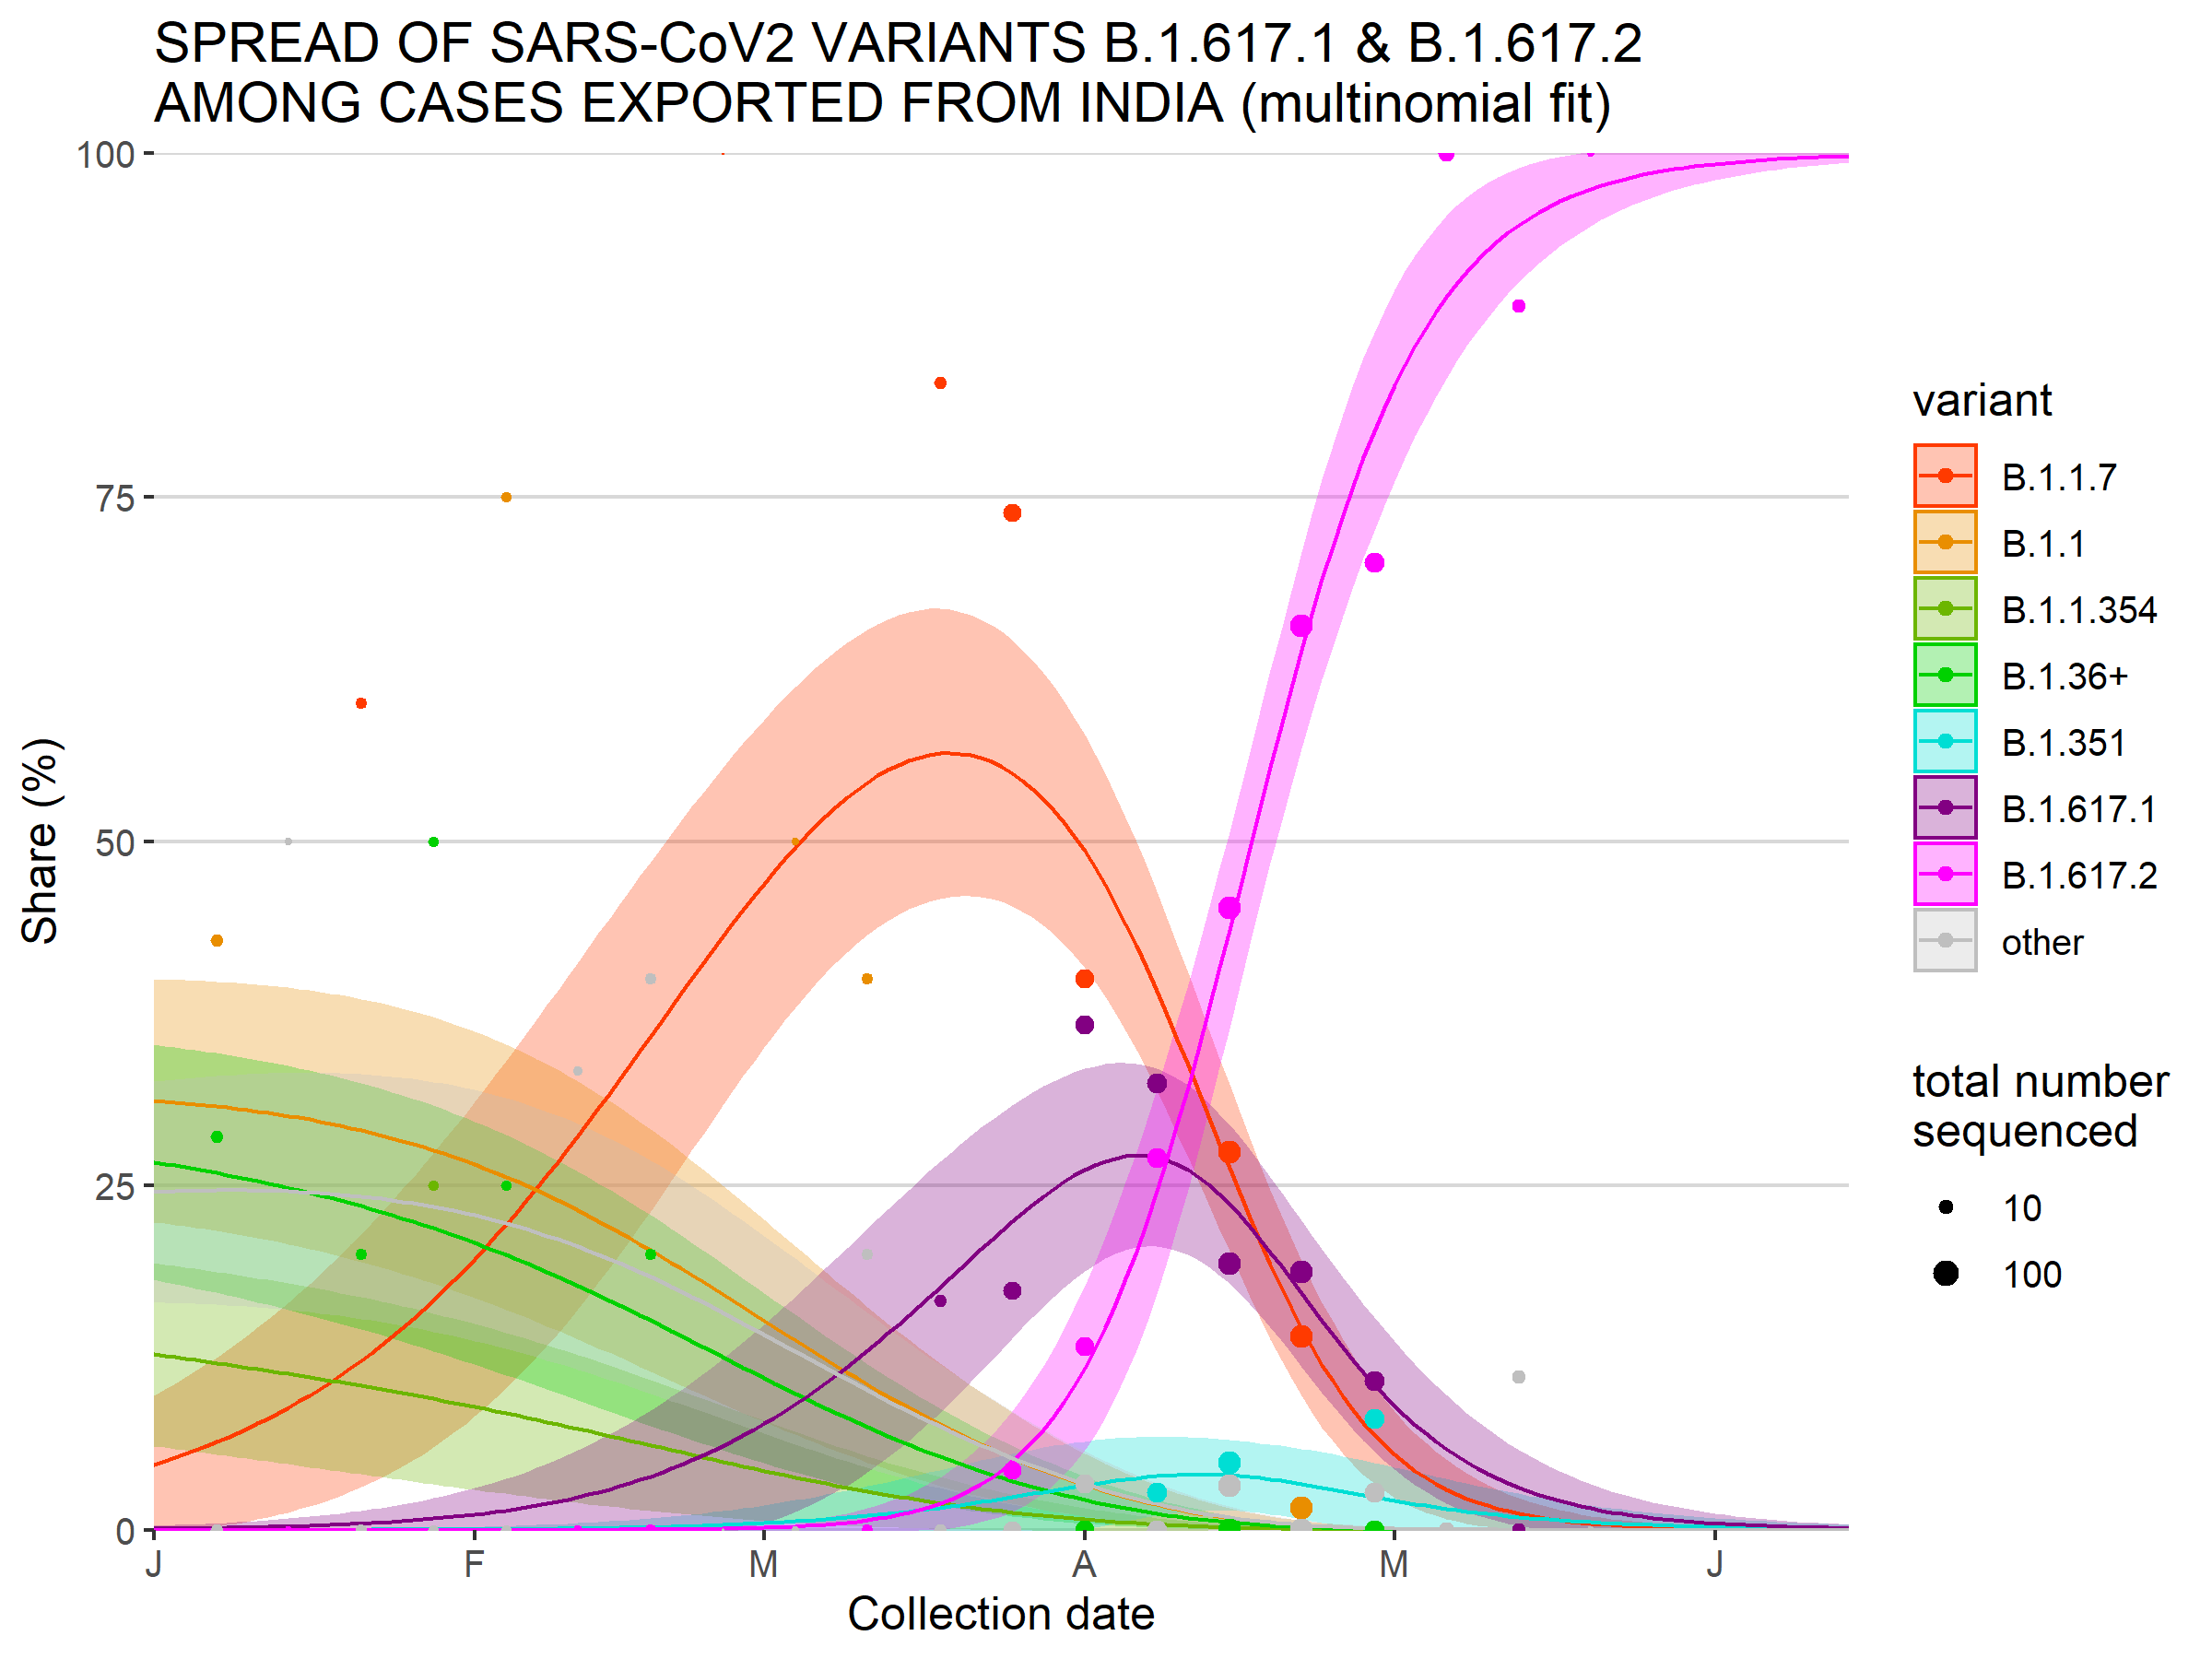 SPREAD OF SARS-CoV2 VARIANTS B.1.617.1 & B.1.617.2
AMONG CASES EXPORTED FROM INDIA (multinomial fit)
100
75
50
25
0
Share (%)
J F M A M J
Collection date
variant
B.1.1.7
B.1.1
B.1.1.354
B.1.36+
B.1.351
B.1.617.1
B.1.617.2
other
total number
sequenced
10
100